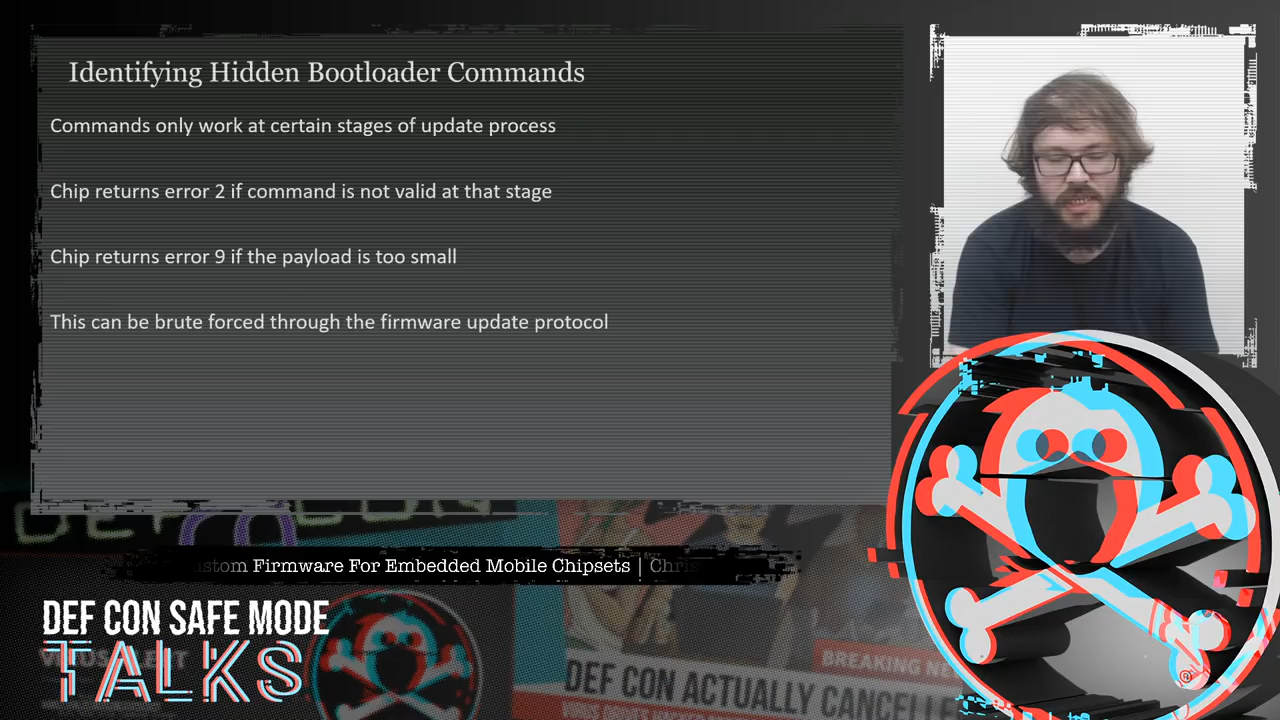 Identifying Hidden Bootloader Commands
Commands only work at certain stages of update process
Chip returns error 2 if command is not valid at that stage
Chip returns error 9 if the payload is too small
This can be brute forced through the firmware update protocol
ustom Firmware For Embedded Mobile Chipsets | Chris
DEF CON SAFE MODE
TALKS
BREAKING NE
DEF CON ACTUALLY CANCELLE
®